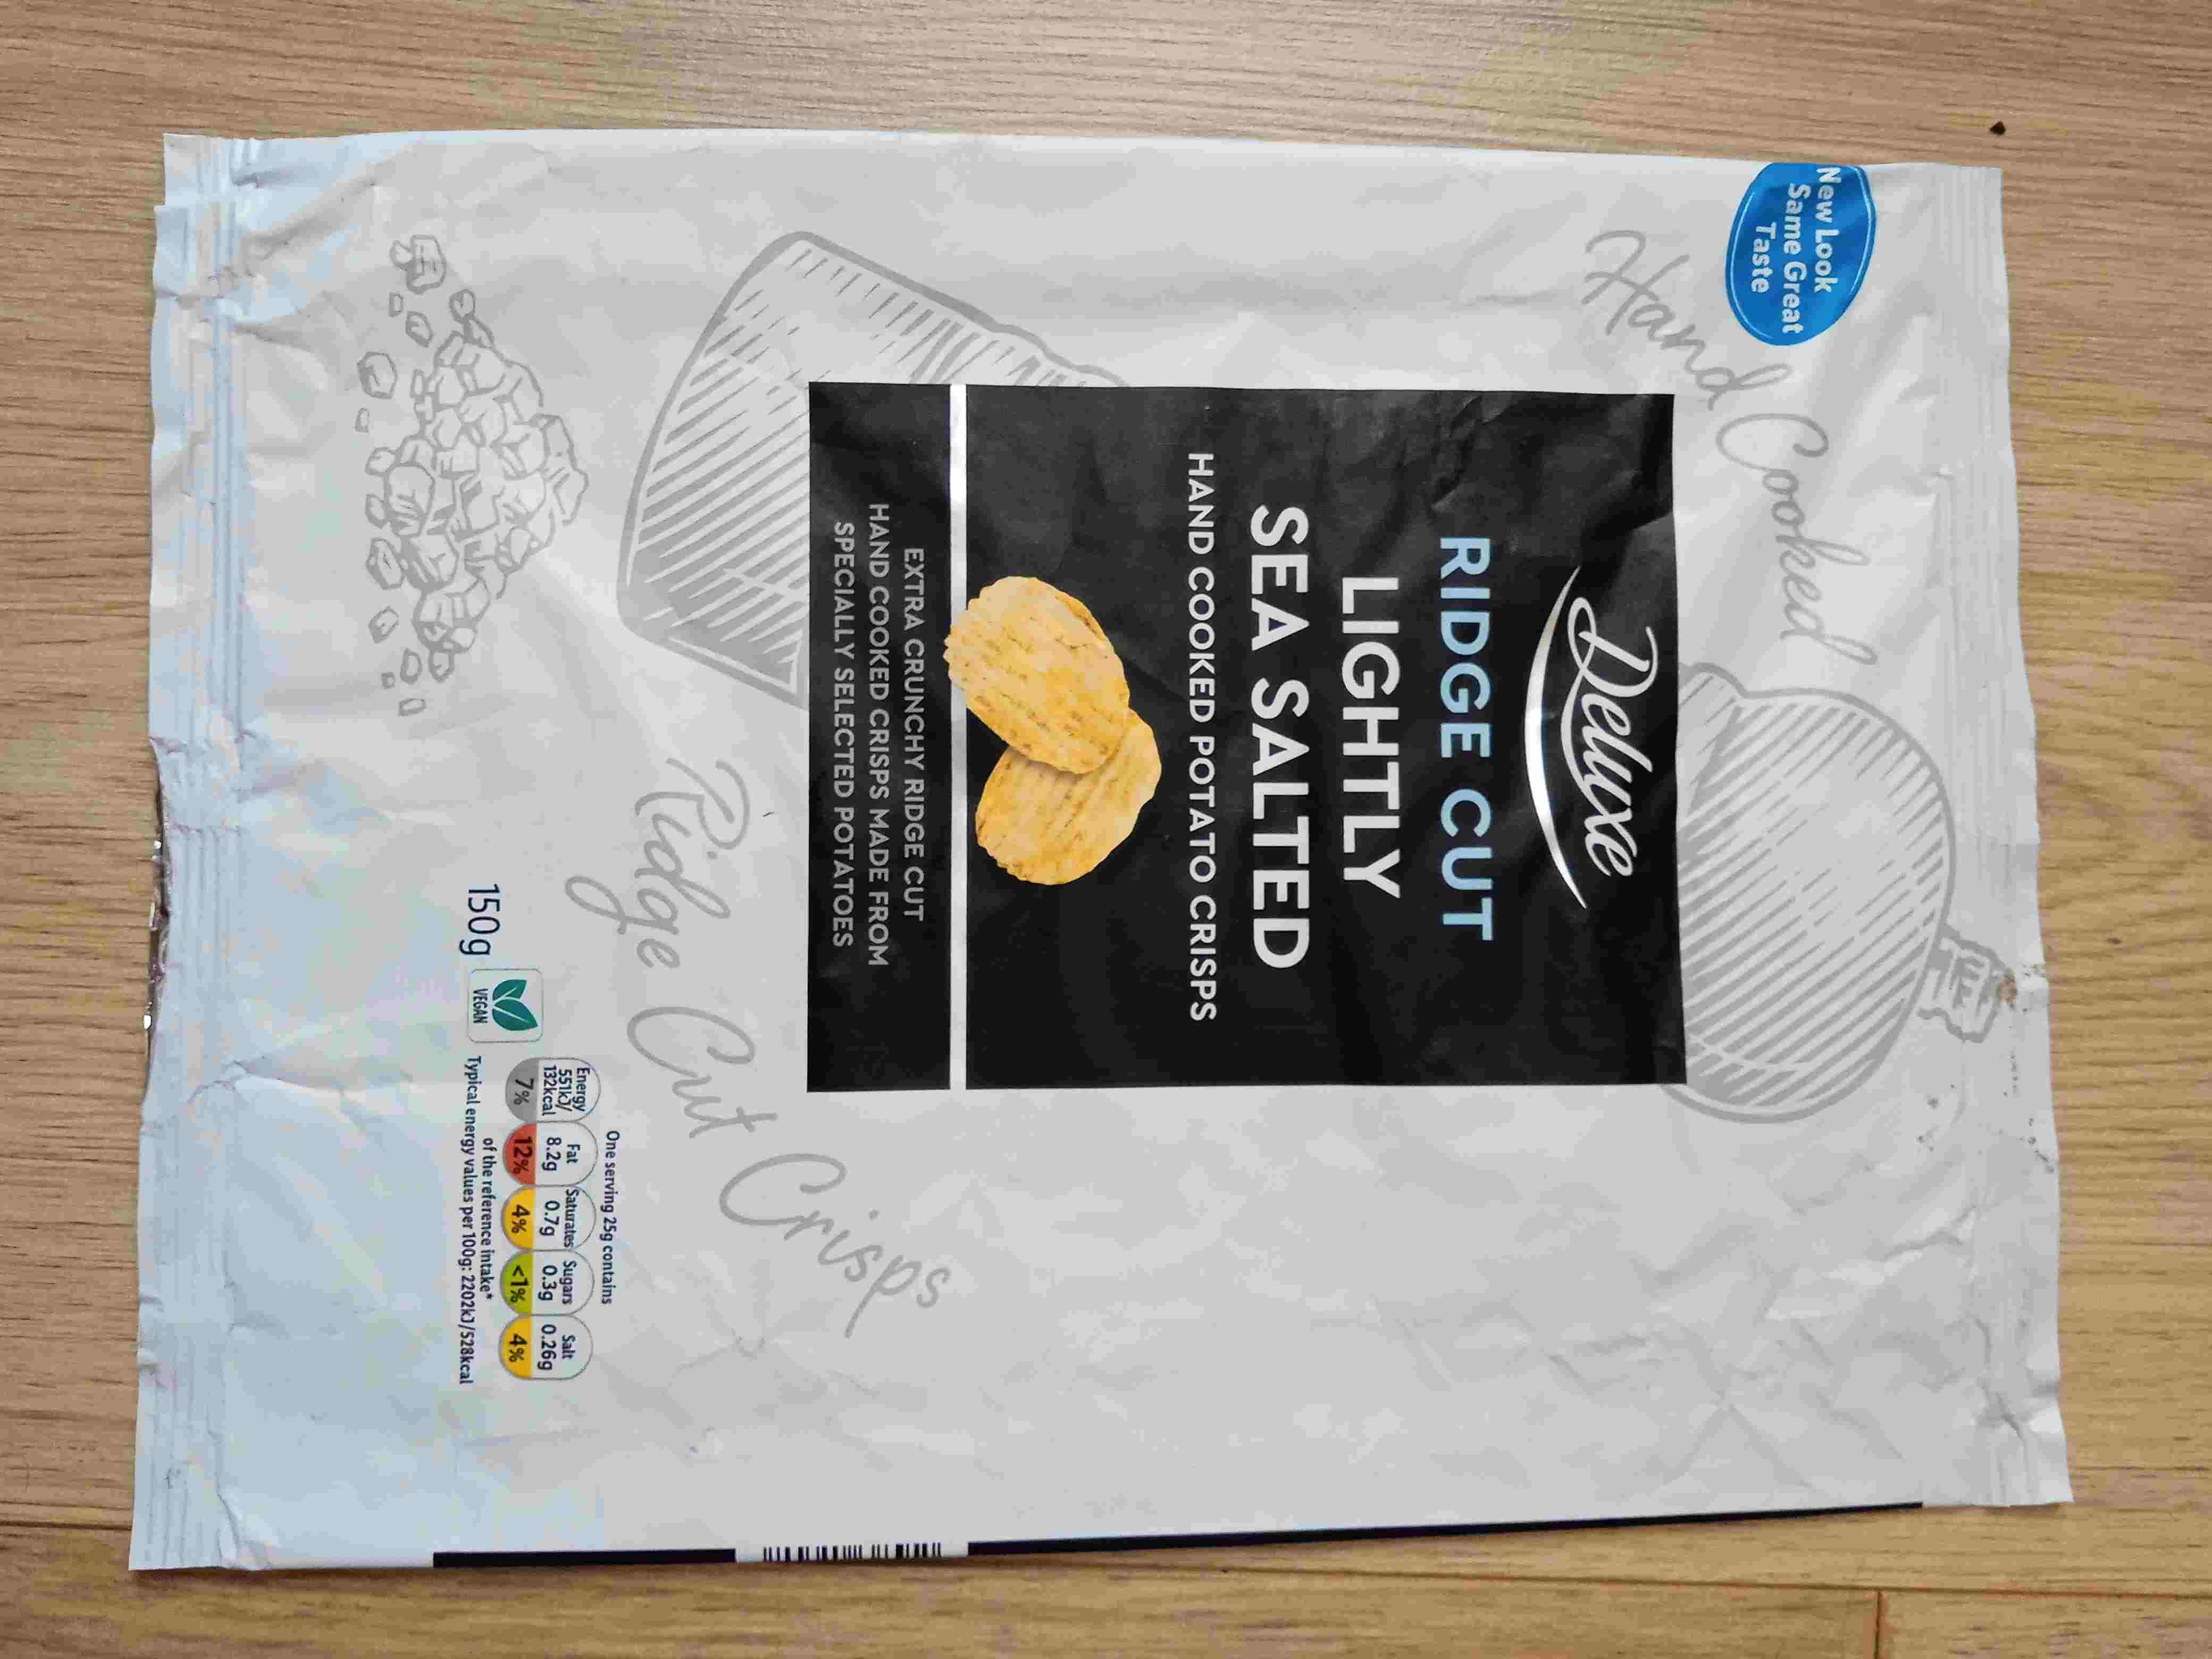 New Look
Same Great
Taste
Hand Cooked
Deluxe
RIDGE CUT
LIGHTLY
SEA SALTED
HAND COOKED POTATO CRISPS
EXTRA CRUNCHY RIDGE CUT
HAND COOKED CRISPS MADE FROM
SPECIALLY SELECTED POTATOES
Ridge Cut Crisps
150g
VEGAN
One serving 25g contains
Energy
551kJ/
132kcal
7%
Fat
8.2g
12%
Saturates
0.7g
4%
Sugars
0.3g
<1%
Salt
0.26g
4%
of the reference intake*
Typical energy values per 100g: 2202kJ/528kcal